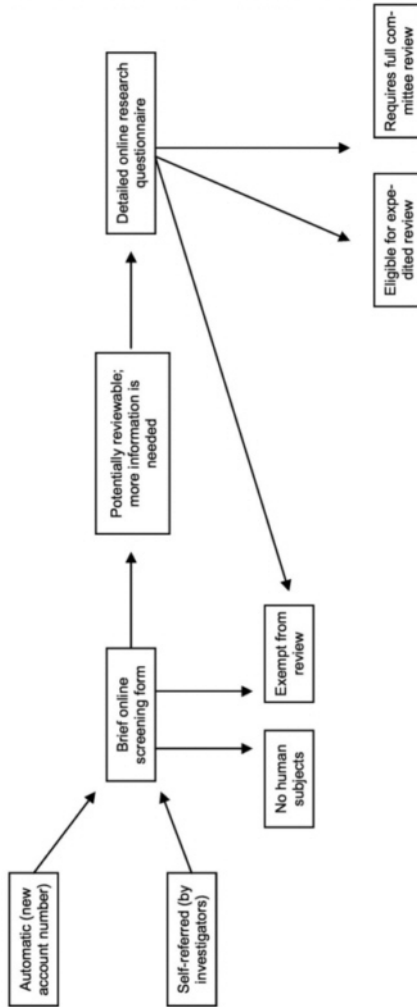 Automatic (new
account number)
Self-referred (by
investigators)
Brief online
screening form
No human
subjects
Exempt from
review
Potentially reviewable;
more information is
needed
Detailed online research
questionnaire
Eligible for expe-
dited review
Requires full com-
mittee review